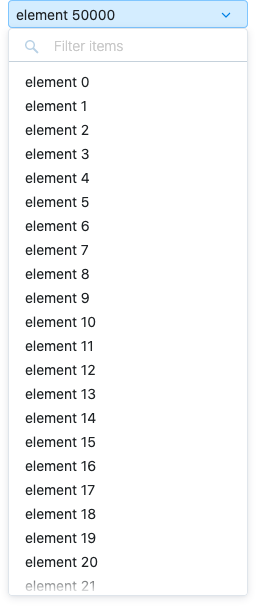 element 50000
Filter items
element 0
element 1
element 2
element 3
element 4
element 5
element 6
element 7
element 8
element 9
element 10
element 11
element 12
element 13
element 14
element 15
element 16
element 17
element 18
element 19
element 20
element 21